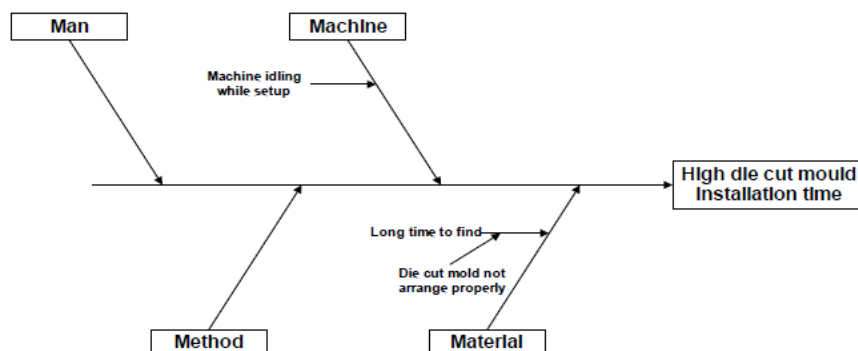 Man
Machine
Machine idling
while setup
High die cut mould
installation time
Long time to find
Die cut mold not
arrange properly
Method
Material